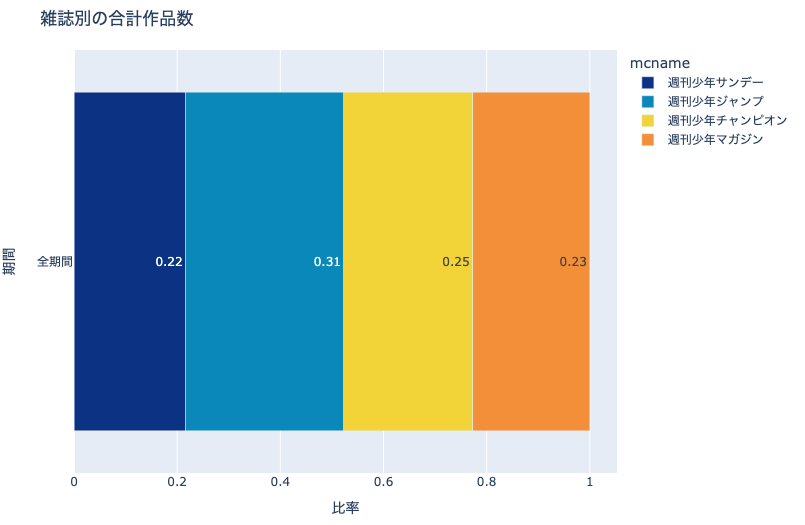 雑誌別の合計作品数
mcname
週刊少年サンデー
週刊少年ジャンプ
週刊少年チャンピオン
週刊少年マガジン
期間
全期間
0.22
0.31
0.25
0.23
0
0.2
0.4
0.6
0.8
1
比率